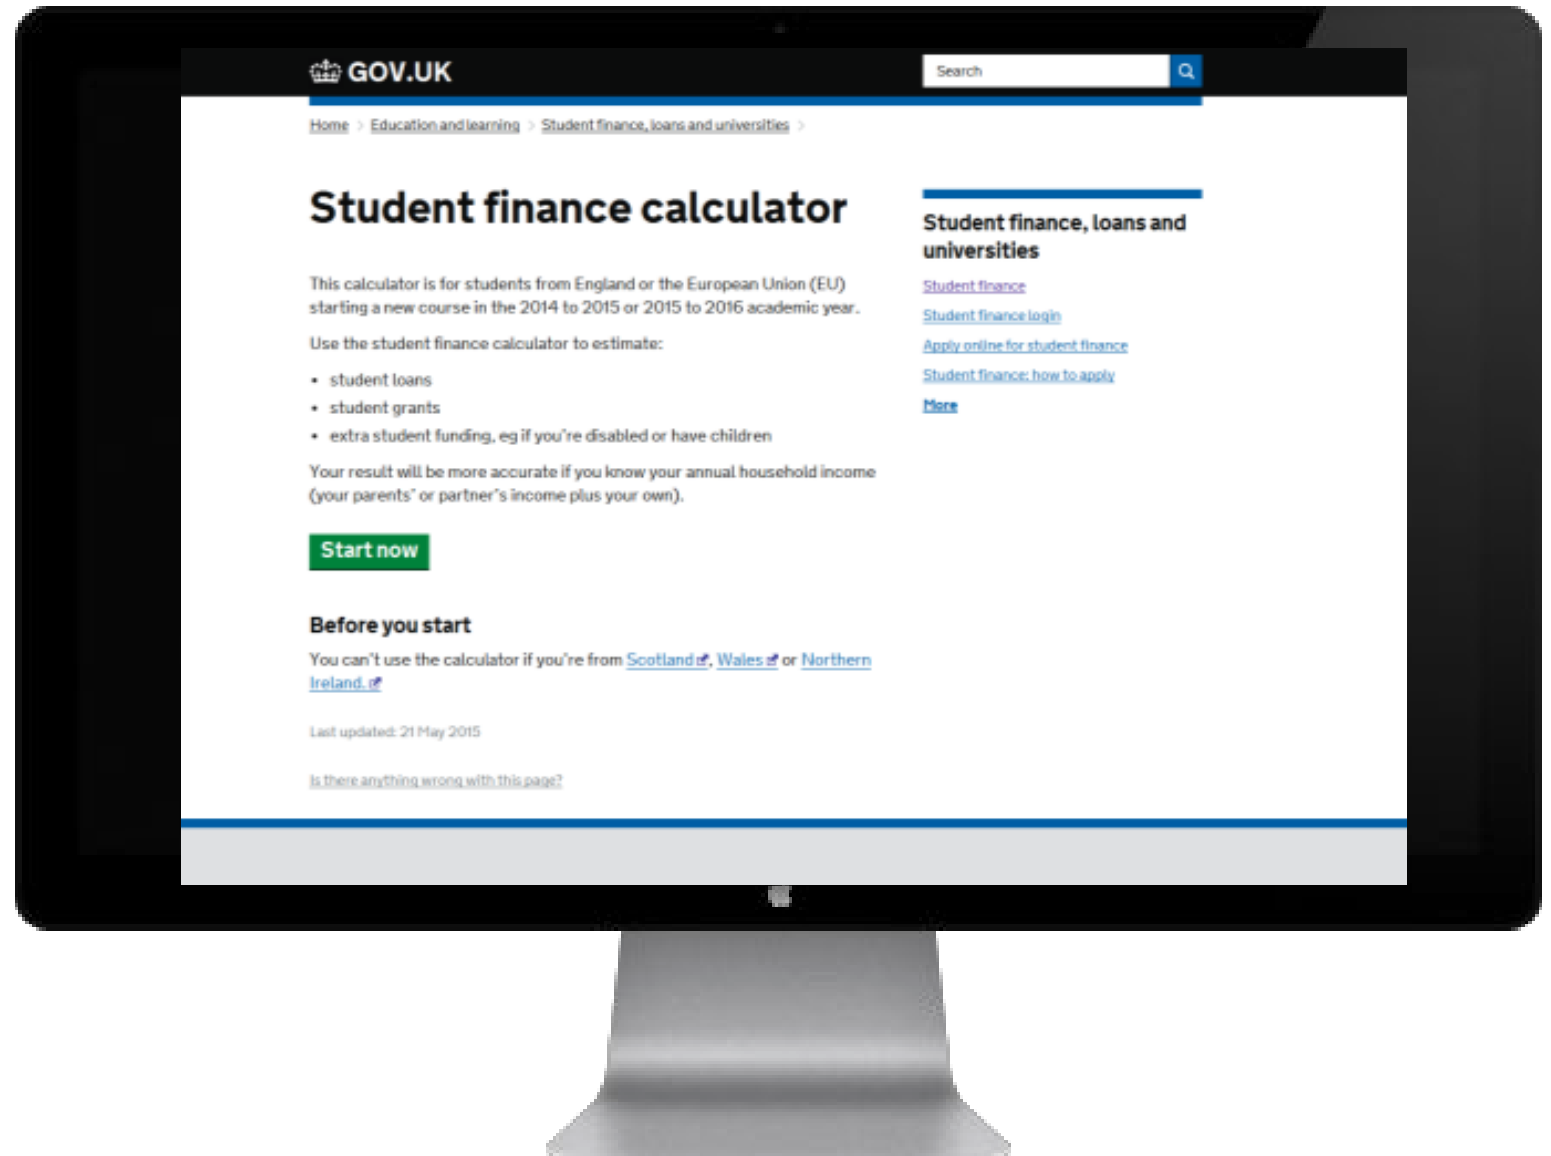 GOV.UK
Search
Home > Education and learning > Student finance, loans and universities >
Student finance calculator
This calculator is for students from England or the European Union (EU)
starting a new course in the 2014 to 2015 or 2015 to 2016 academic year.
Use the student finance calculator to estimate:
• student loans
• student grants
• extra student funding, eg if you're disabled or have children
Your result will be more accurate if you know your annual household income
(your parents' or partner's income plus your own).
Start now
Before you start
You can't use the calculator if you're from Scotland, Wales or Northern
Ireland.
Last updated: 21 May 2015
Is there anything wrong with this page?
Student finance, loans and
universities
Student finance
Student finance login
Apply online for student finance
Student finance: how to apply
More